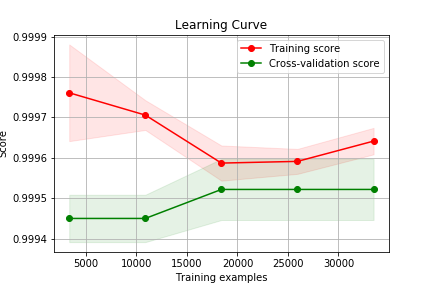 Learning Curve
Training score
Cross-validation score
0.9999
0.9998
0.9997
0.9996
0.9995
0.9994
Score
5000 10000 15000 20000 25000 30000
Training examples